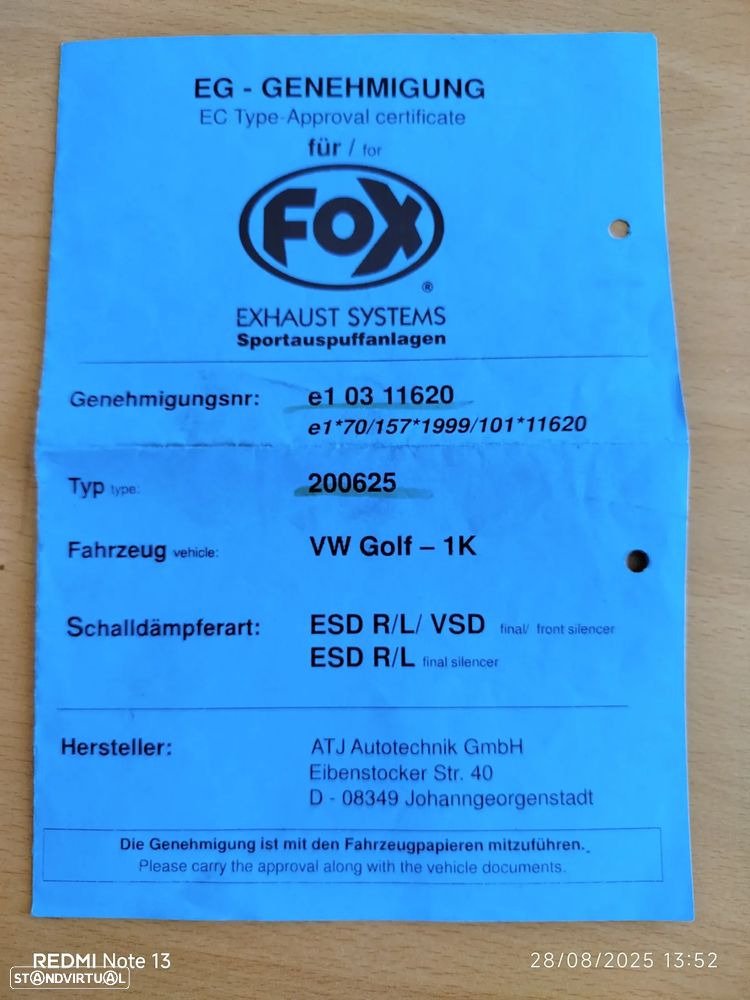 EG - GENEHMIGUNG
EC Type-Approval certificate
für / for
FOX
®
EXHAUST SYSTEMS
Sportauspuffanlagen
Genehmigungsnr: e1 03 11620
e1*70/157*1999/101*11620
Typ type: 200625
Fahrzeug vehicle: VW Golf – 1K
Schalldämpferart: ESD R/L/ VSD final/ front silencer
ESD R/L final silencer
Hersteller: ATJ Autotechnik GmbH
Eibenstocker Str. 40
D - 08349 Johanngeorgenstadt
Die Genehmigung ist mit den Fahrzeugpapieren mitzuführen.
Please carry the approval along with the vehicle documents.
REDMI Note 13 28/08/2025 13:52
STANDVIRTUAL